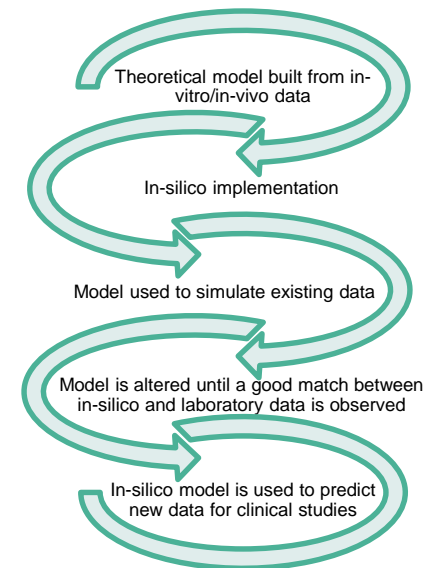 Theoretical model built from in-
vitro/in-vivo data
In-silico implementation
Model used to simulate existing data
Model is altered until a good match between
in-silico and laboratory data is observed
In-silico model is used to predict
new data for clinical studies